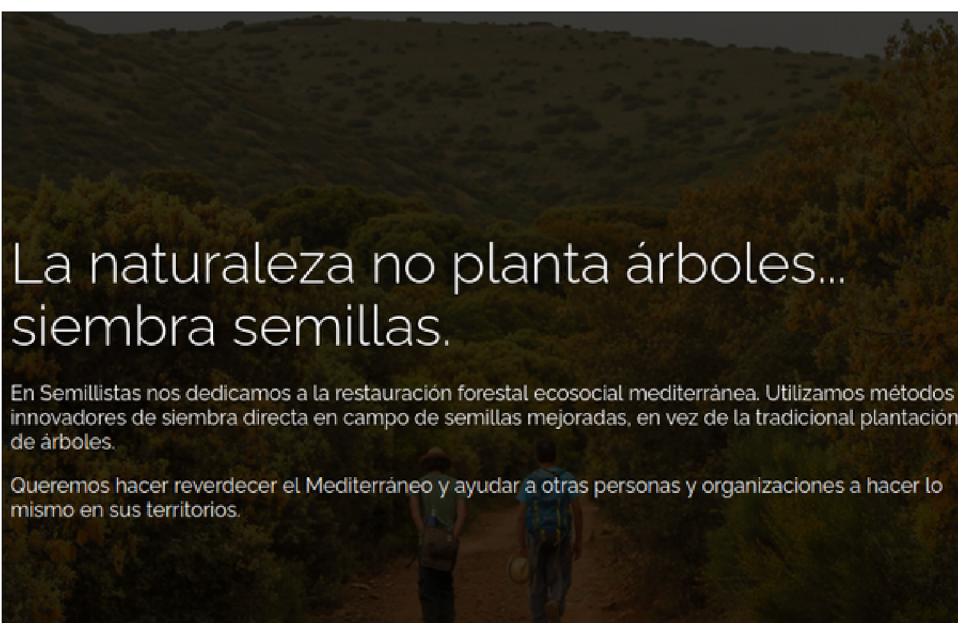 La naturaleza no planta árboles...
siembra semillas.
En Semillistas nos dedicamos a la restauración forestal ecosocial mediterránea. Utilizamos métodos
innovadores de siembra directa en campo de semillas mejoradas, en vez de la tradicional plantación
de árboles.
Queremos hacer reverdecer el Mediterráneo y ayudar a otras personas y organizaciones a hacer lo
mismo en sus territorios.